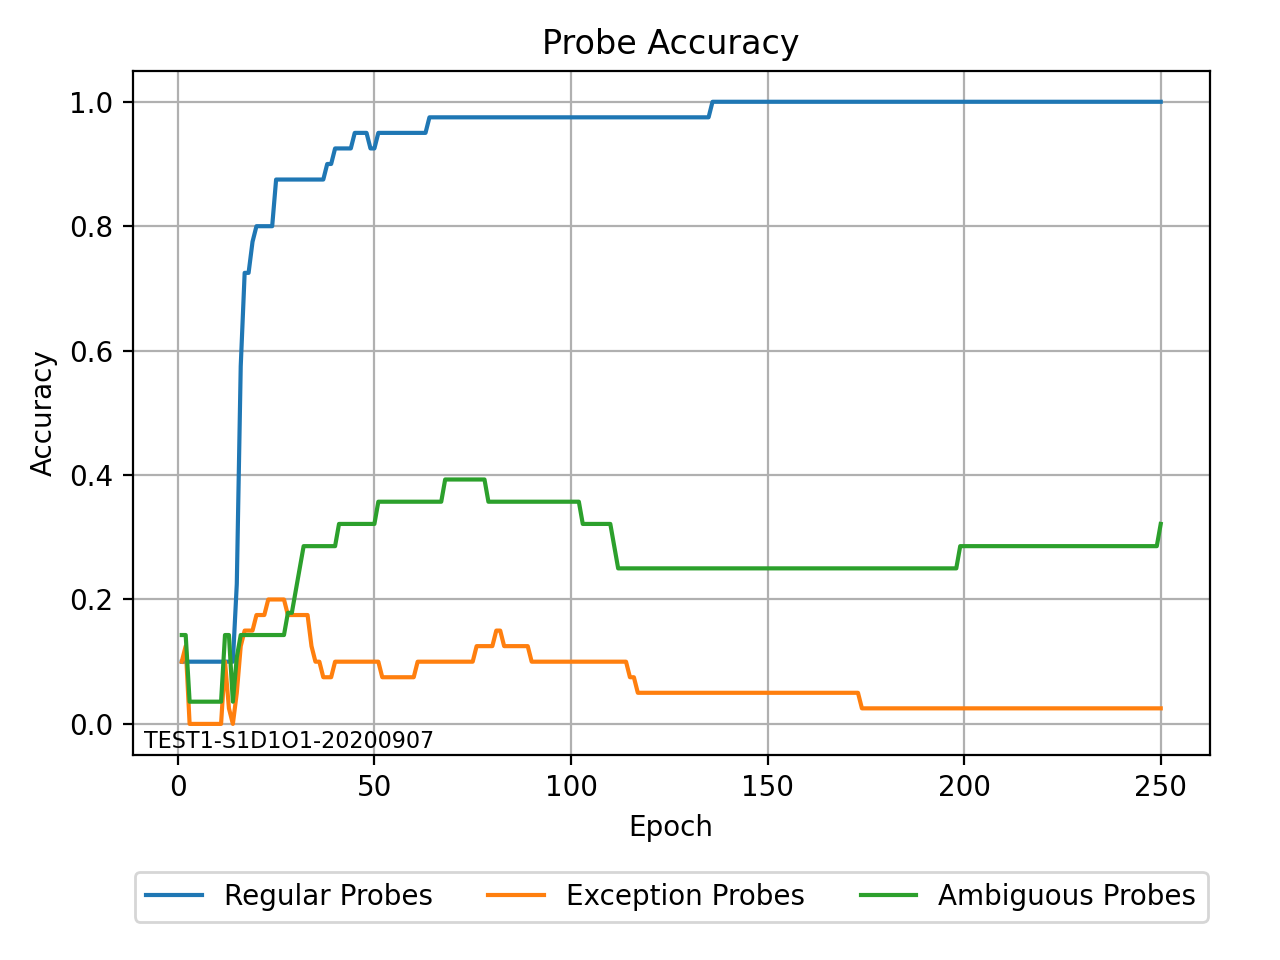 Probe Accuracy
1.0
0.8
0.6
0.4
0.2
0.0
Accuracy
TEST1-S1D1O1-20200907
0 50 100 150 200 250
Epoch
Regular Probes Exception Probes Ambiguous Probes